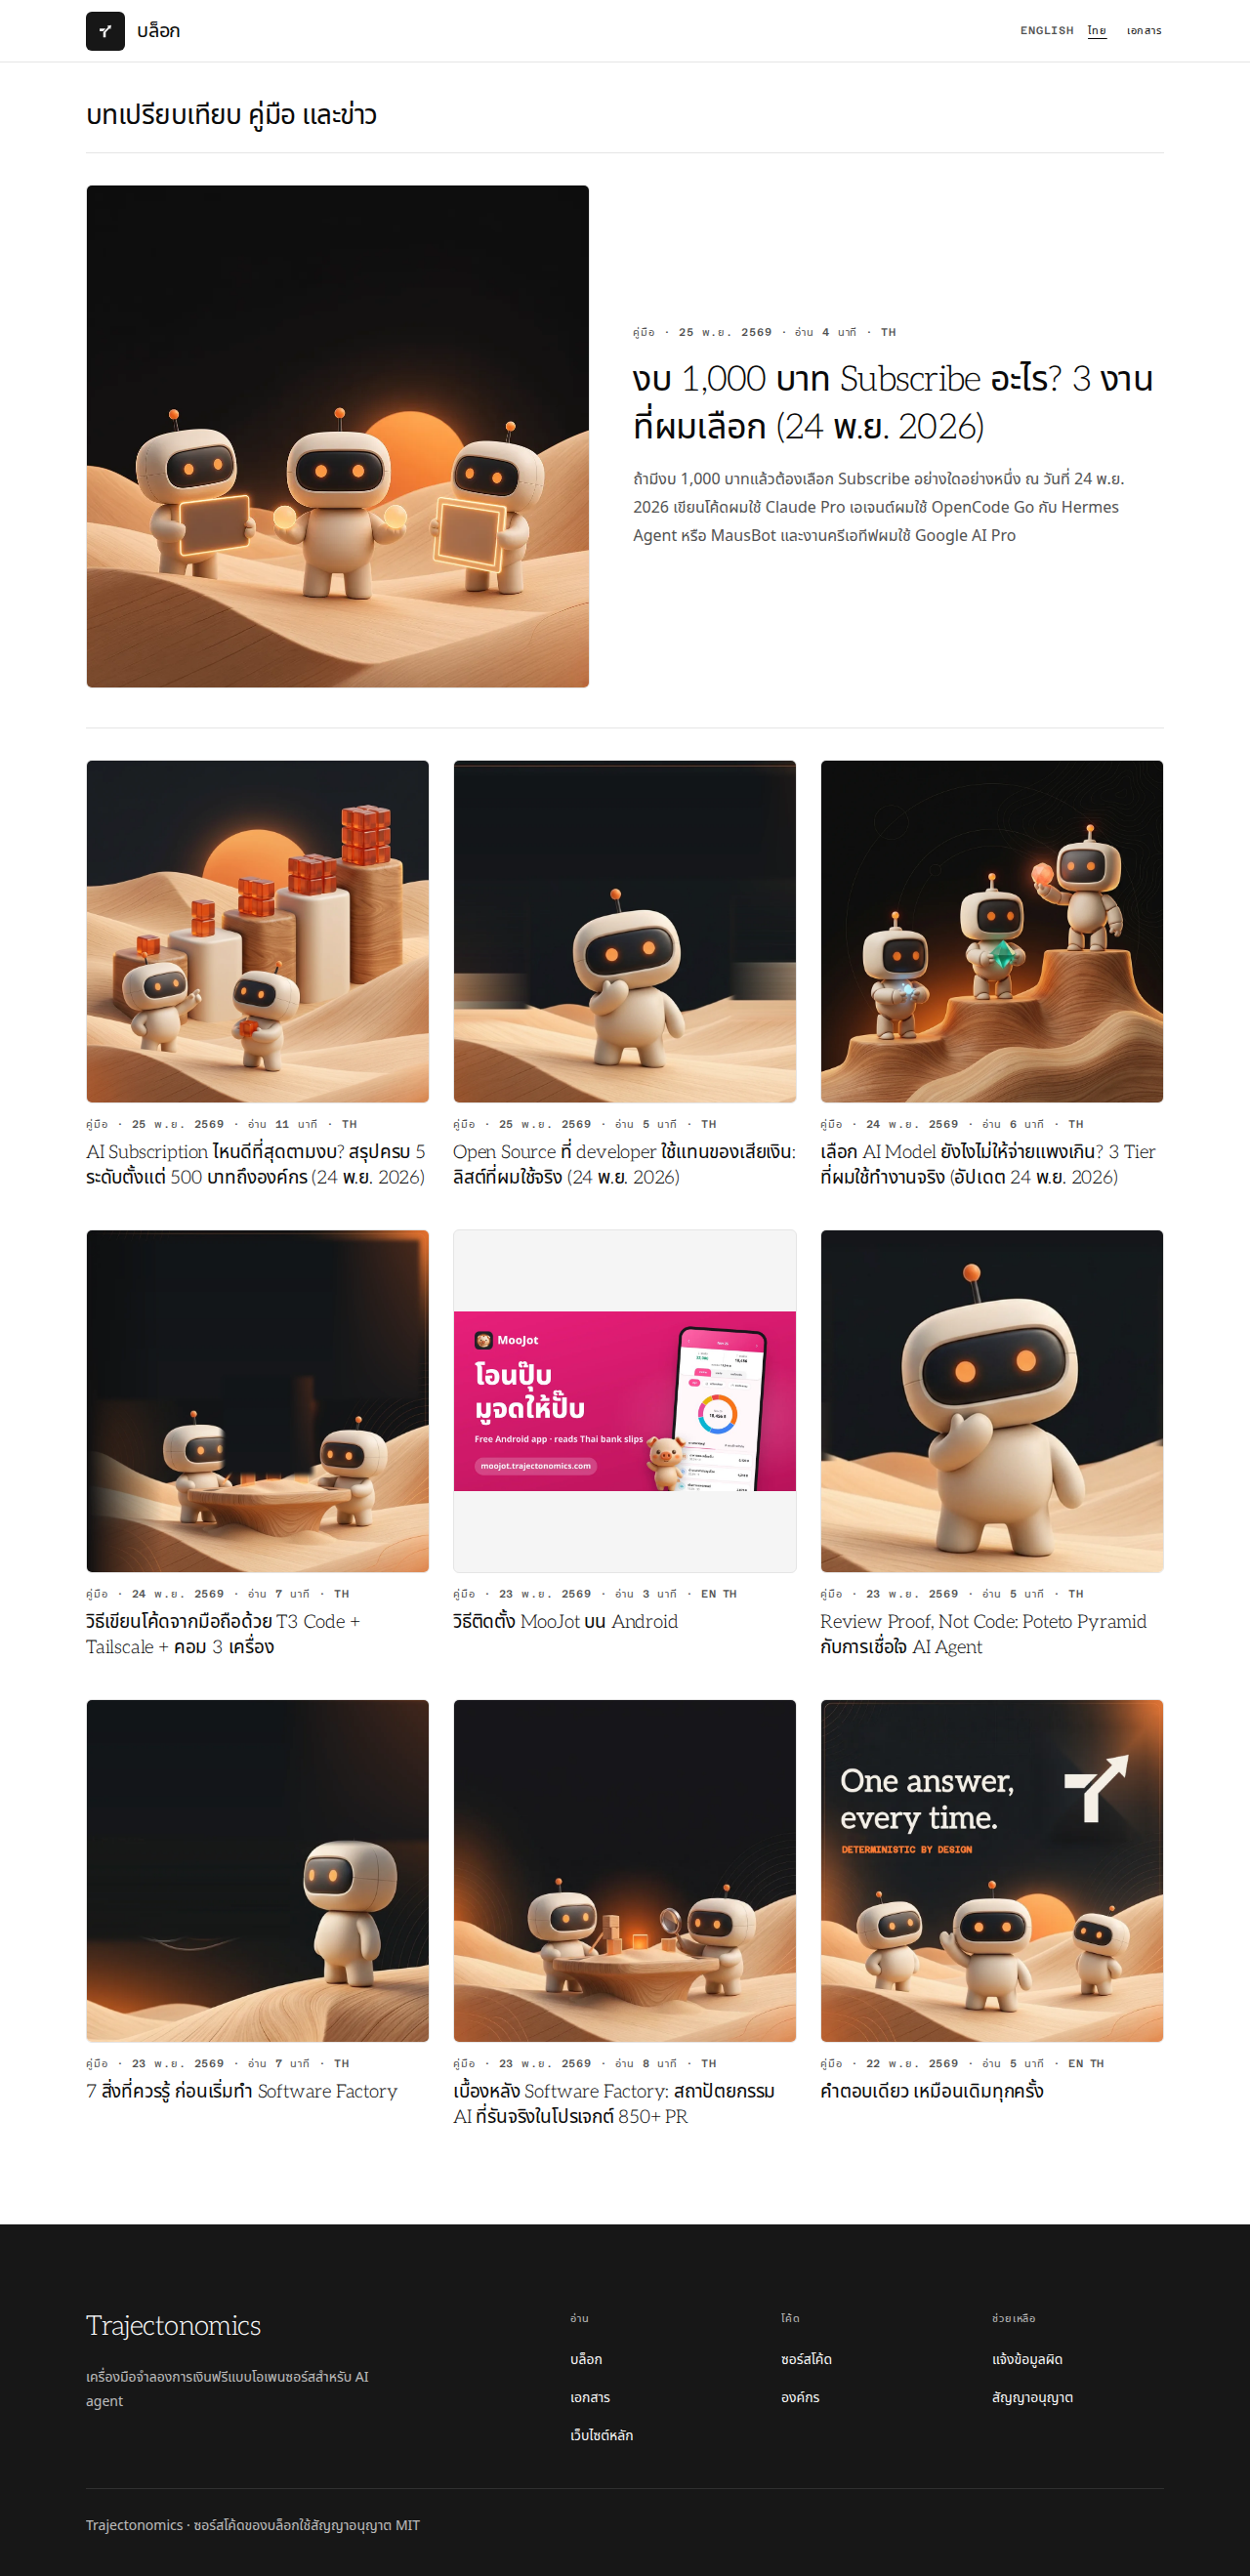 บล็อก
ENGLISH ไทย เอกสาร
บทเปรียบเทียบ คู่มือ และข่าว
คู่มือ · 25 พ.ย. 2569 · อ่าน 4 นาที · TH
งบ 1,000 บาท Subscribe อะไร? 3 งาน
ที่ผมเลือก (24 พ.ย. 2026)
ถ้ามีงบ 1,000 บาทแล้วต้องเลือก Subscribe อย่างใดอย่างหนึ่ง ณ วันที่ 24 พ.ย.
2026 เขียนโค้ดผมใช้ Claude Pro เอเจนต์ผมใช้ OpenCode Go กับ Hermes
Agent หรือ MausBot และงานครีเอทีฟผมใช้ Google AI Pro
คู่มือ · 25 พ.ย. 2569 · อ่าน 11 นาที · TH
AI Subscription ไหนดีที่สุดตามงบ? สรุปครบ 5
ระดับตั้งแต่ 500 บาทถึงองค์กร (24 พ.ย. 2026)
คู่มือ · 25 พ.ย. 2569 · อ่าน 5 นาที · TH
Open Source ที่ developer ใช้แทนของเสียเงิน:
ลิสต์ที่ผมใช้จริง (24 พ.ย. 2026)
คู่มือ · 24 พ.ย. 2569 · อ่าน 6 นาที · TH
เลือก AI Model ยังไงไม่ให้จ่ายแพงเกิน? 3 Tier
ที่ผมใช้ทำงานจริง (อัปเดต 24 พ.ย. 2026)
คู่มือ · 24 พ.ย. 2569 · อ่าน 7 นาที · TH
วิธีเขียนโค้ดจากมือถือด้วย T3 Code +
Tailscale + คอม 3 เครื่อง
MooJot
โอนปุ๊บ
มูจดให้ปั๊บ
Free Android app · reads Thai bank slips
moojot.trajectonomics.com
คู่มือ · 23 พ.ย. 2569 · อ่าน 3 นาที · EN TH
วิธีติดตั้ง MooJot บน Android
คู่มือ · 23 พ.ย. 2569 · อ่าน 5 นาที · TH
Review Proof, Not Code: Poteto Pyramid
กับการเชื่อใจ AI Agent
คู่มือ · 23 พ.ย. 2569 · อ่าน 7 นาที · TH
7 สิ่งที่ควรรู้ ก่อนเริ่มทำ Software Factory
คู่มือ · 23 พ.ย. 2569 · อ่าน 8 นาที · TH
เบื้องหลัง Software Factory: สถาปัตยกรรม
AI ที่รันจริงในโปรเจกต์ 850+ PR
One answer,
every time.
DETERMINISTIC BY DESIGN
คู่มือ · 22 พ.ย. 2569 · อ่าน 5 นาที · EN TH
คำตอบเดียว เหมือนเดิมทุกครั้ง
Trajectonomics
เครื่องมือจำลองการเงินฟรีแบบโอเพนซอร์สสำหรับ AI
agent
อ่าน
บล็อก
เอกสาร
เว็บไซต์หลัก
โค้ด
ซอร์สโค้ด
องค์กร
ช่วยเหลือ
แจ้งข้อมูลผิด
สัญญาอนุญาต
Trajectonomics · ซอร์สโค้ดของบล็อกใช้สัญญาอนุญาต MIT